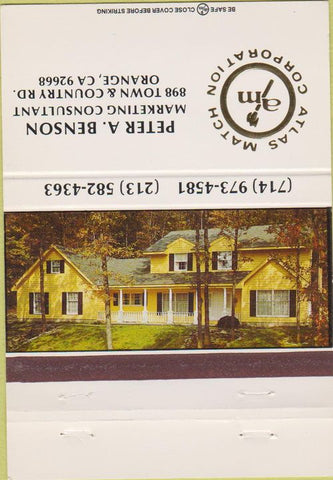 (714) 973-4581 (213) 582-4363
PETER A. BENSON
MARKETING CONSULTANT
898 TOWN & COUNTRY RD.
ORANGE, CA 92668
ATLAS MATCH CORPORATION
a/m
BE SAFE CLOSE COVER BEFORE STRIKING